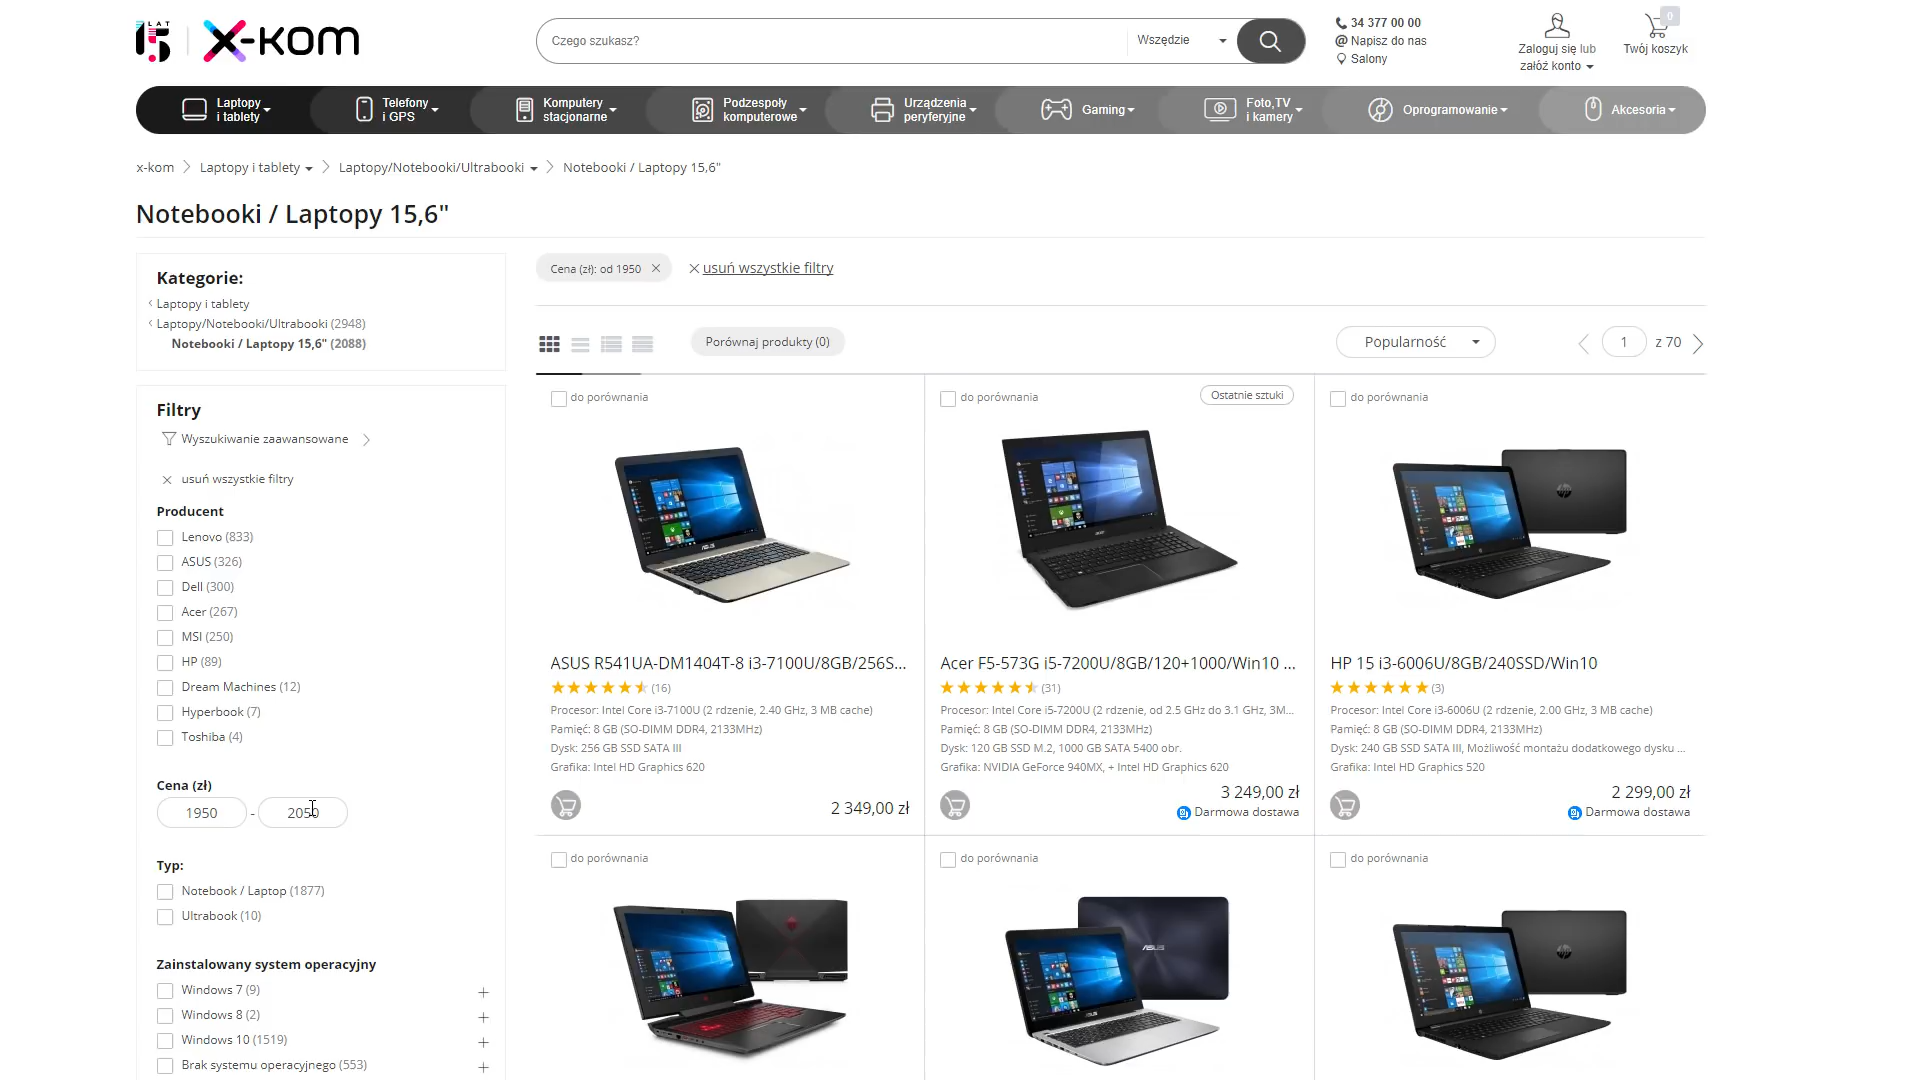 LAT
15
x-kom
Czego szukasz?
Wszędzie
34 377 00 00
@ Napisz do nas
Salony
Zaloguj się lub
załóż konto
0
Twój koszyk
Laptopy
i tablety
Telefony
i GPS
Komputery
stacjonarne
Podzespoły
komputerowe
Urządzenia
peryferyjne
Gaming
Foto,TV
i kamery
Oprogramowanie
Akcesoria
x-kom
Laptopy i tablety
Laptopy/Notebooki/Ultrabooki
Notebooki / Laptopy 15,6"
Notebooki / Laptopy 15,6"
Kategorie:
Laptopy i tablety
Laptopy/Notebooki/Ultrabooki (2948)
Notebooki / Laptopy 15,6" (2088)
Filtry
Wyszukiwanie zaawansowane
usuń wszystkie filtry
Producent
Lenovo (833)
ASUS (326)
Dell (300)
Acer (267)
MSI (250)
HP (89)
Dream Machines (12)
Hyperbook (7)
Toshiba (4)
Cena (zł)
1950 - 2050
Typ:
Notebook / Laptop (1877)
Ultrabook (10)
Zainstalowany system operacyjny
Windows 7 (9)
Windows 8 (2)
Windows 10 (1519)
Brak systemu operacyjnego (553)
Cena (zł): od 1950
usuń wszystkie filtry
Porównaj produkty (0)
Popularność
1 z 70
do porównania
ASUS R541UA-DM1404T-8 i3-7100U/8GB/256S...
(16)
Procesor: Intel Core i3-7100U (2 rdzenie, 2.40 GHz, 3 MB cache)
Pamięć: 8 GB (SO-DIMM DDR4, 2133MHz)
Dysk: 256 GB SSD SATA III
Grafika: Intel HD Graphics 620
2 349,00 zł
do porównania
Ostatnie sztuki
Acer F5-573G i5-7200U/8GB/120+1000/Win10 ...
(31)
Procesor: Intel Core i5-7200U (2 rdzenie, od 2.5 GHz do 3.1 GHz, 3M...
Pamięć: 8 GB (SO-DIMM DDR4, 2133MHz)
Dysk: 120 GB SSD M.2, 1000 GB SATA 5400 obr.
Grafika: NVIDIA GeForce 940MX, + Intel HD Graphics 620
3 249,00 zł
Darmowa dostawa
do porównania
HP 15 i3-6006U/8GB/240SSD/Win10
(3)
Procesor: Intel Core i3-6006U (2 rdzenie, 2.00 GHz, 3 MB cache)
Pamięć: 8 GB (SO-DIMM DDR4, 2133MHz)
Dysk: 240 GB SSD SATA III, Możliwość montażu dodatkowego dysku ...
Grafika: Intel HD Graphics 520
2 299,00 zł
Darmowa dostawa
do porównania
do porównania
ASUS
do porównania